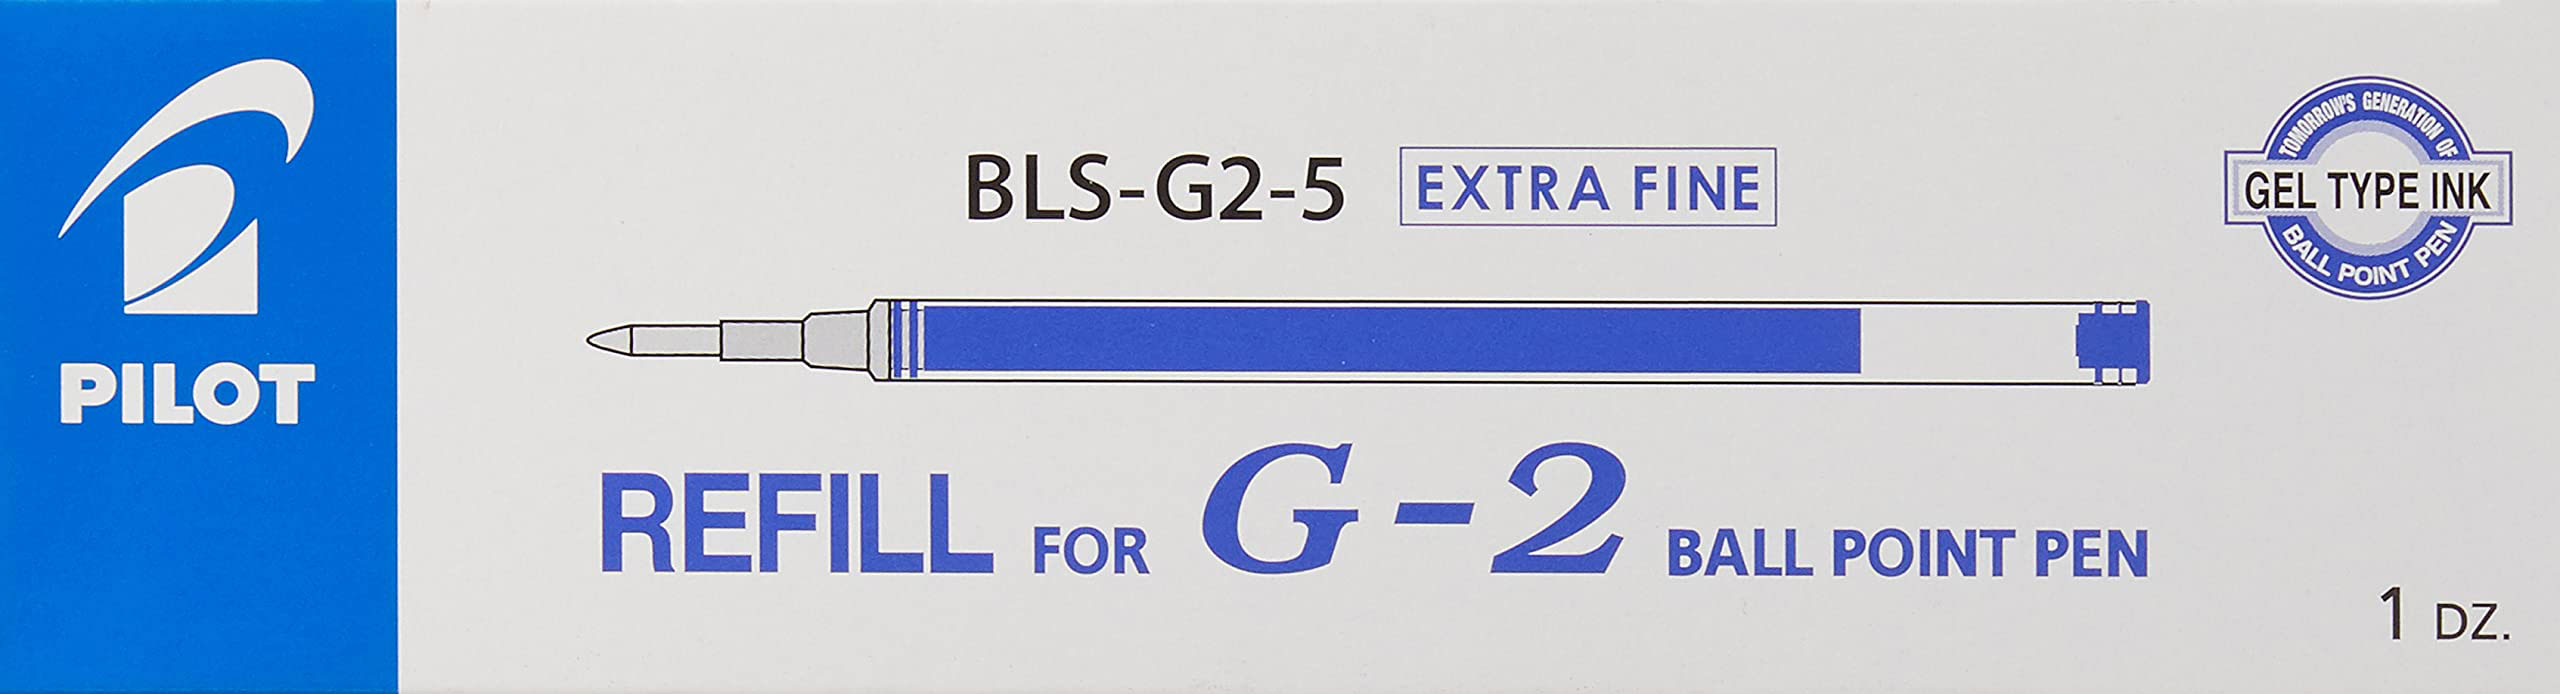 PILOT
BLS-G2-5 EXTRA FINE
TOMORROW'S GENERATION OF
GEL TYPE INK
BALL POINT PEN
REFILL FOR G-2 BALL POINT PEN
1 DZ.